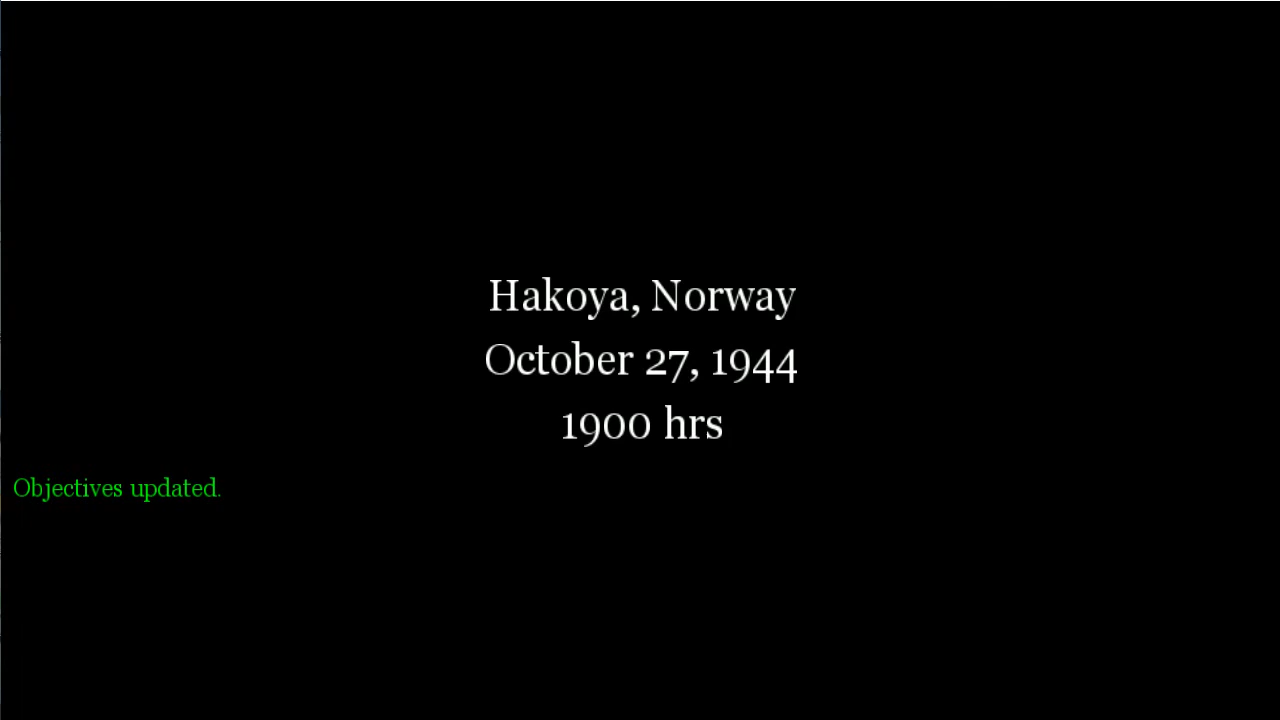 Hakoya, Norway
October 27, 1944
1900 hrs
Objectives updated.